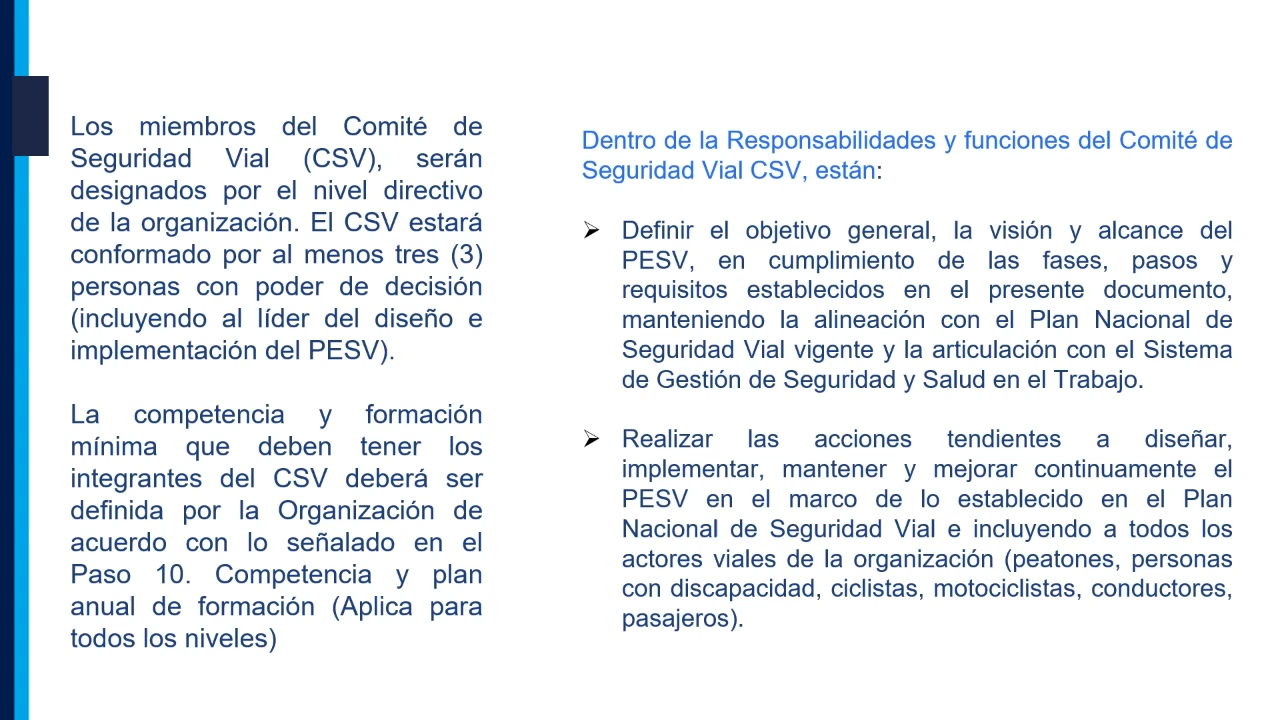 Los miembros del Comité de
Seguridad Vial (CSV), serán
designados por el nivel directivo
de la organización. El CSV estará
conformado por al menos tres (3)
personas con poder de decisión
(incluyendo al líder del diseño e
implementación del PESV).
La competencia y formación
mínima que deben tener los
integrantes del CSV deberá ser
definida por la Organización de
acuerdo con lo señalado en el
Paso 10. Competencia y plan
anual de formación (Aplica para
todos los niveles)
Dentro de la Responsabilidades y funciones del Comité de
Seguridad Vial CSV, están:
➢ Definir el objetivo general, la visión y alcance del
PESV, en cumplimiento de las fases, pasos y
requisitos establecidos en el presente documento,
manteniendo la alineación con el Plan Nacional de
Seguridad Vial vigente y la articulación con el Sistema
de Gestión de Seguridad y Salud en el Trabajo.
➢ Realizar las acciones tendientes a diseñar,
implementar, mantener y mejorar continuamente el
PESV en el marco de lo establecido en el Plan
Nacional de Seguridad Vial e incluyendo a todos los
actores viales de la organización (peatones, personas
con discapacidad, ciclistas, motociclistas, conductores,
pasajeros).